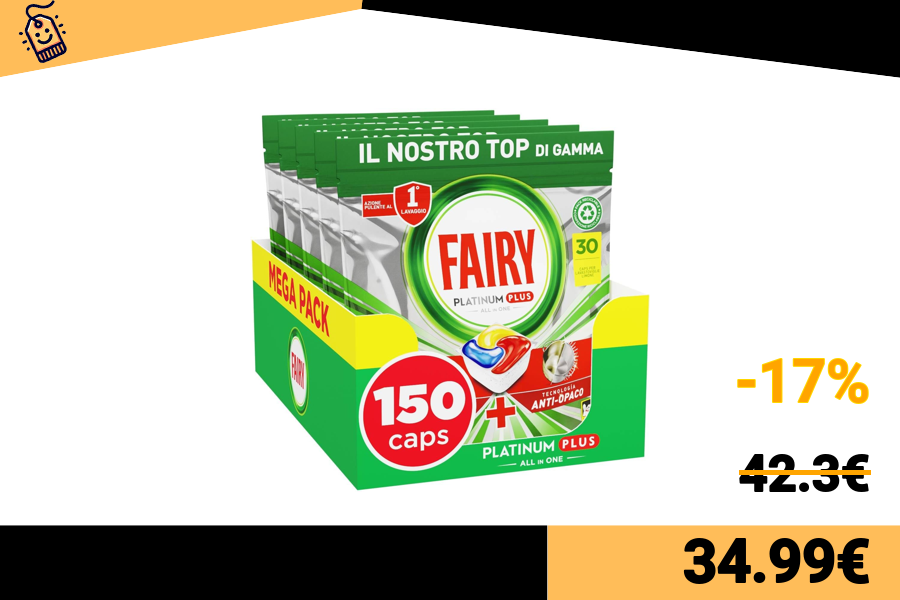 IL NOSTRO TOP DI GAMMA
AZIONE
PULENTE AL
1°
LAVAGGIO
FAIRY
PLATINUM PLUS
ALL IN ONE
30
MEGA PACK
FAIRY
150
caps
+
TECNOLOGIA
ANTI-OPACO
PLATINUM PLUS
ALL IN ONE
-17%
42.3€
34.99€